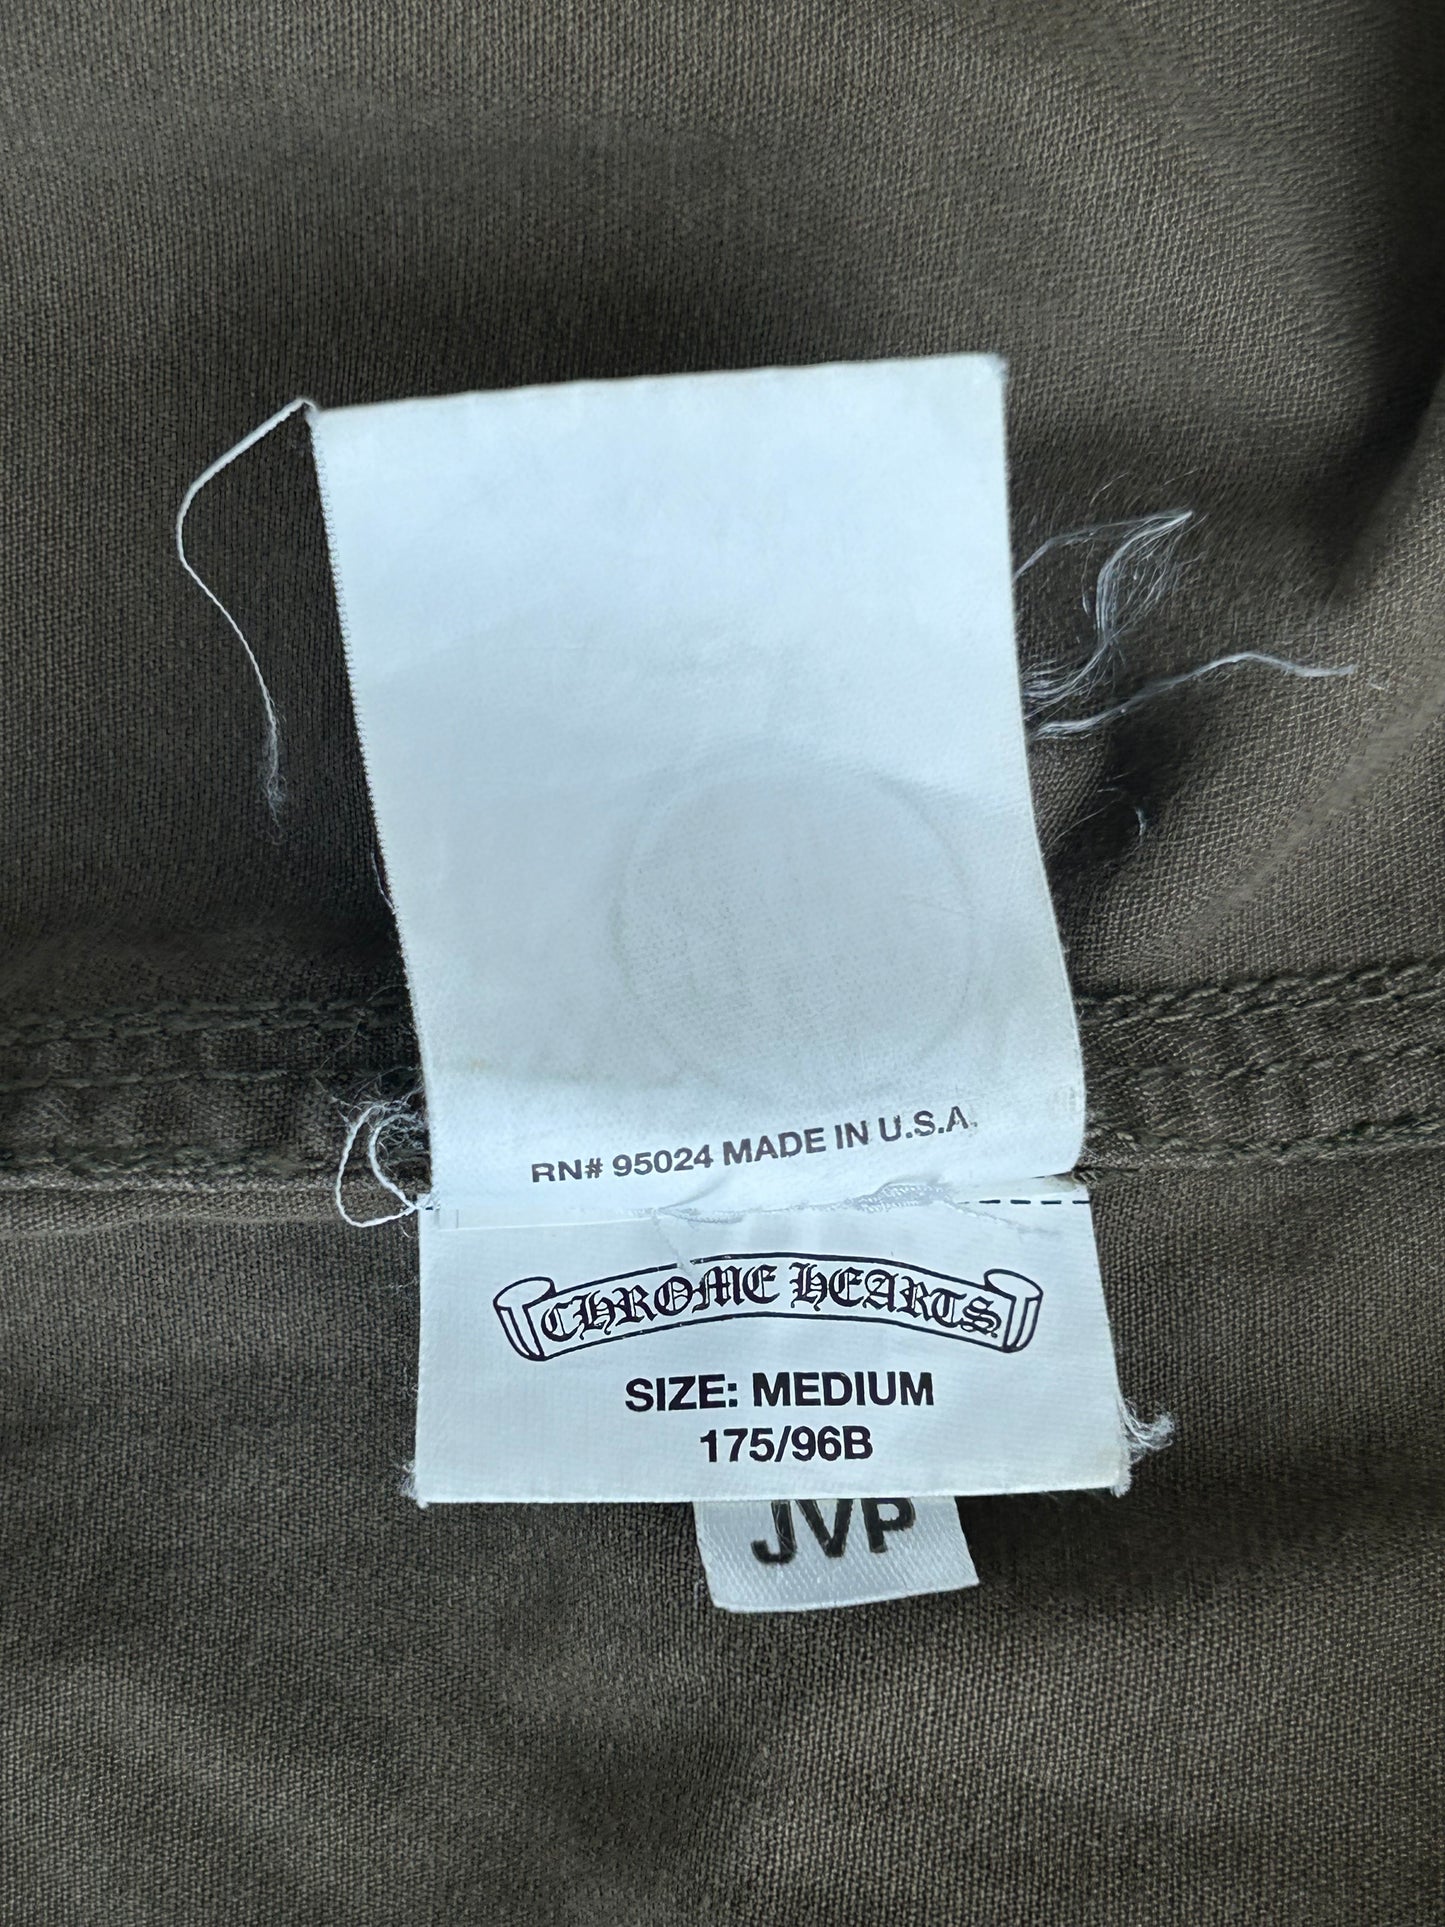 RN# 95024 MADE IN U.S.A.
CHROME HEARTS
SIZE: MEDIUM
175/96B
JVP